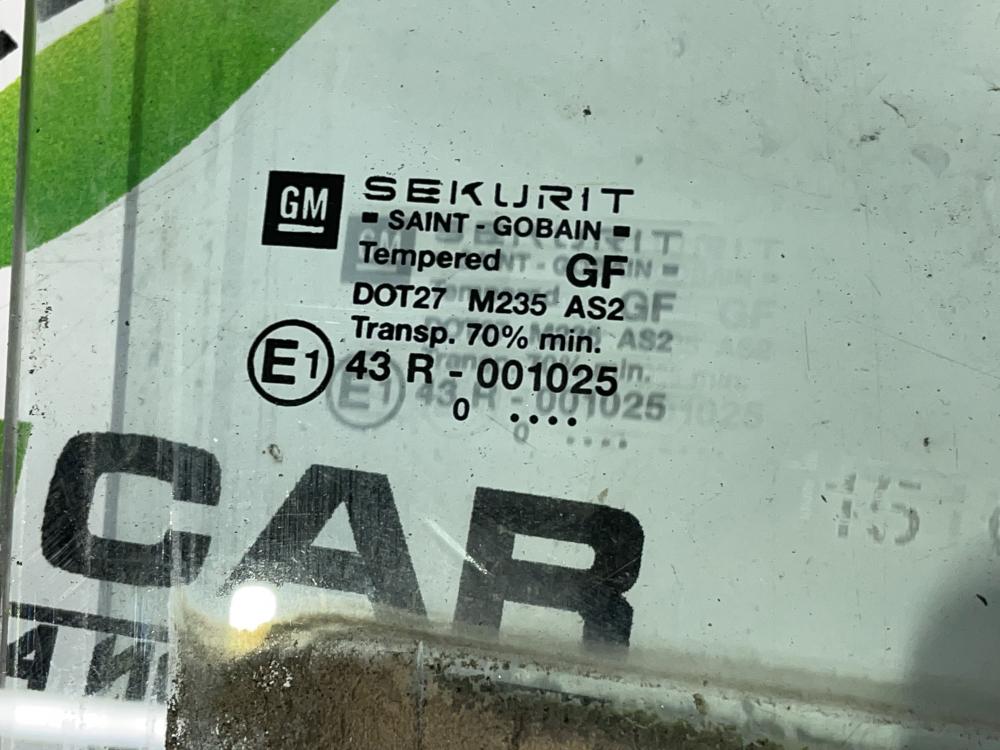 GM
SEKURIT
- SAINT - GOBAIN -
Tempered GF
DOT27 M235 AS2
Transp. 70% min.
E1 43 R - 001025
0 ....
CAR